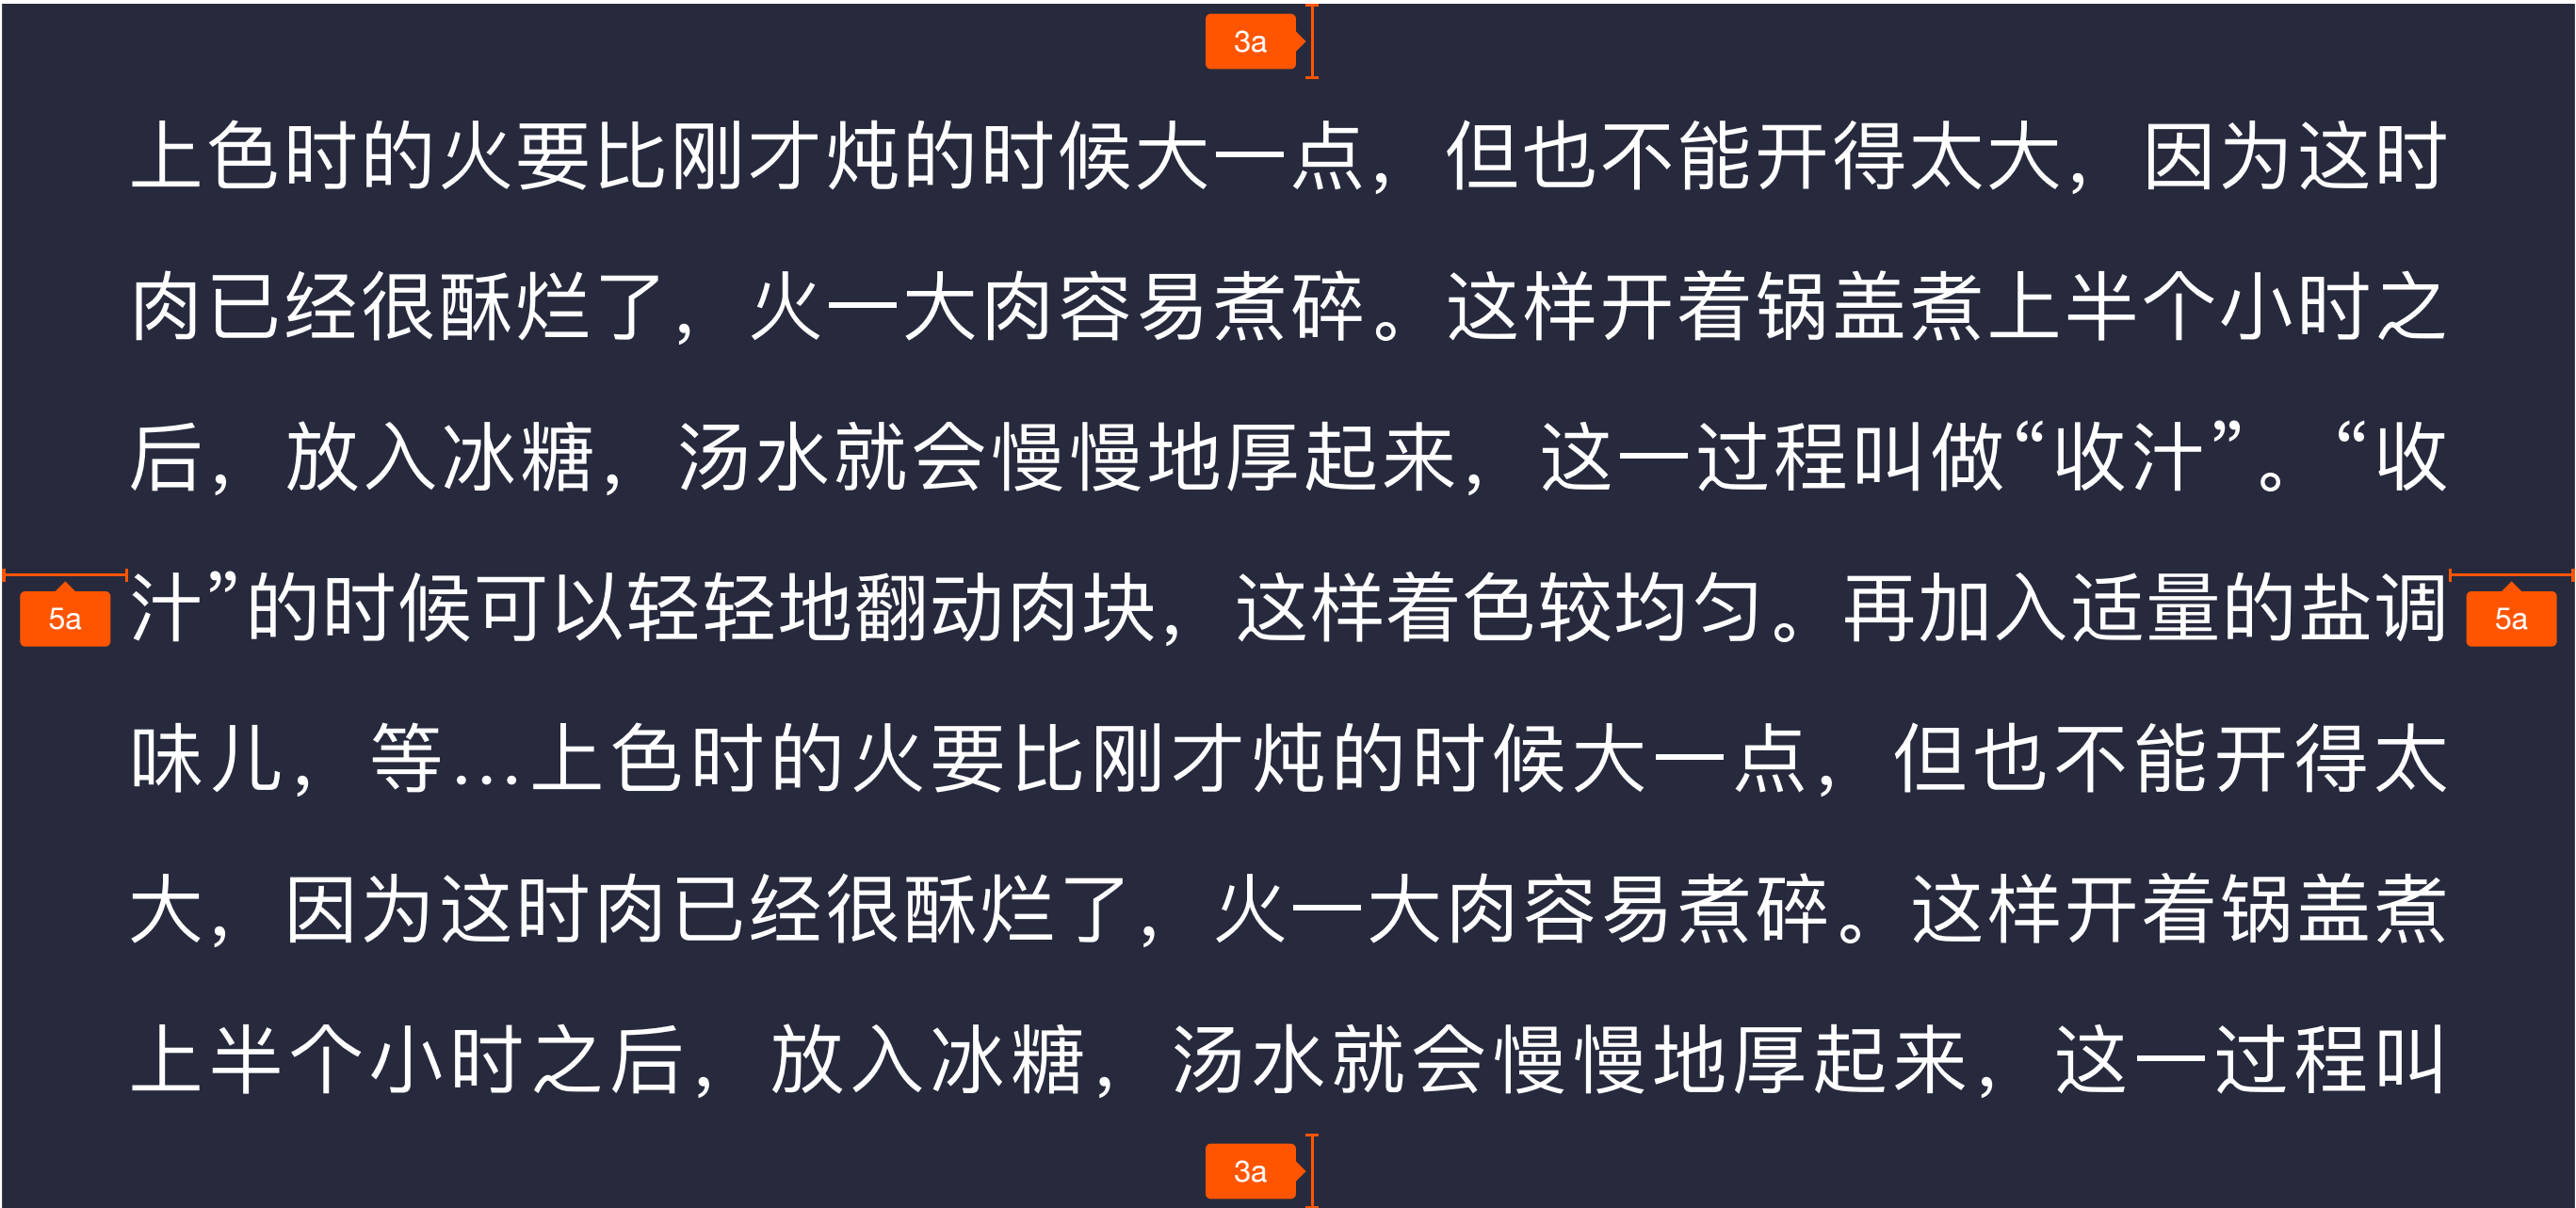 3a
上色时的火要比刚才炖的时候大一点，但也不能开得太大，因为这时
肉已经很酥烂了，火一大肉容易煮碎。这样开着锅盖煮上半个小时之
后，放入冰糖，汤水就会慢慢地厚起来，这一过程叫做“收汁”。“收
5a
汁”的时候可以轻轻地翻动肉块，这样着色较均匀。再加入适量的盐调
5a
味儿，等…上色时的火要比刚才炖的时候大一点，但也不能开得太
大，因为这时肉已经很酥烂了，火一大肉容易煮碎。这样开着锅盖煮
上半个小时之后，放入冰糖，汤水就会慢慢地厚起来，这一过程叫
3a